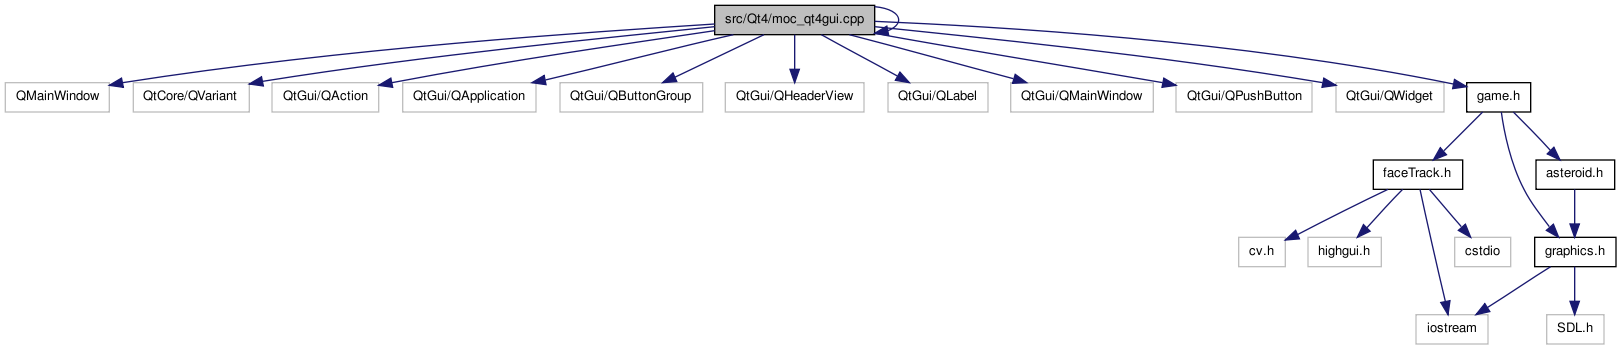 src/Qt4/moc_qt4gui.cpp
QMainWindow
QtCore/QVariant
QtGui/QAction
QtGui/QApplication
QtGui/QButtonGroup
QtGui/QHeaderView
QtGui/QLabel
QtGui/QMainWindow
QtGui/QPushButton
QtGui/QWidget
game.h
faceTrack.h
asteroid.h
cv.h
highgui.h
cstdio
graphics.h
iostream
SDL.h